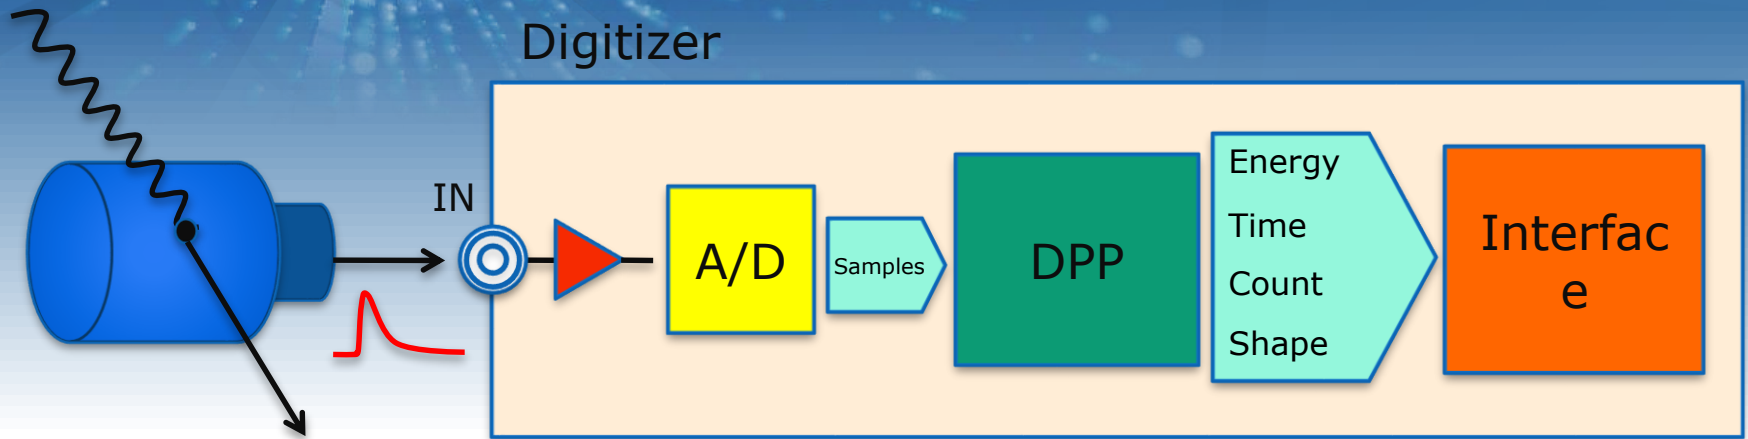 Digitizer
IN
A/D
Samples
DPP
Energy
Time
Count
Shape
Interfac
e